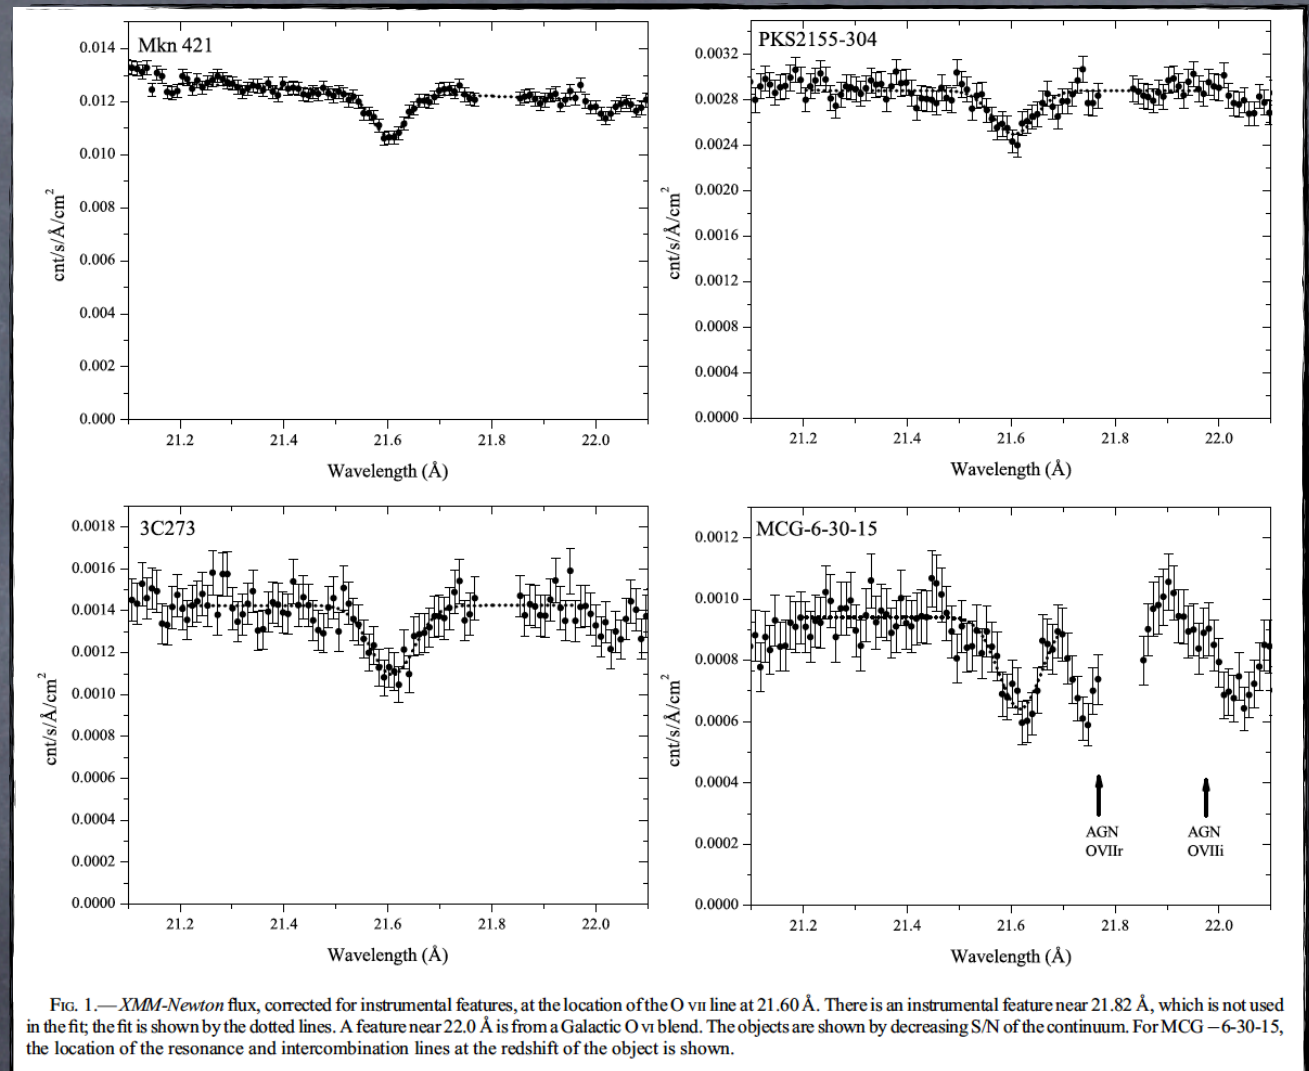 Mkn 421
0.014
0.012
0.010
0.008
0.006
0.004
0.002
0.000
cnt/s/Å/cm²
21.2 21.4 21.6 21.8 22.0
Wavelength (Å)
PKS2155-304
0.0032
0.0028
0.0024
0.0020
0.0016
0.0012
0.0008
0.0004
0.0000
cnt/s/Å/cm²
21.2 21.4 21.6 21.8 22.0
Wavelength (Å)
3C273
0.0018
0.0016
0.0014
0.0012
0.0010
0.0008
0.0006
0.0004
0.0002
0.0000
cnt/s/Å/cm²
21.2 21.4 21.6 21.8 22.0
Wavelength (Å)
MCG-6-30-15
0.0012
0.0010
0.0008
0.0006
0.0004
0.0002
0.0000
cnt/s/Å/cm²
AGN
OVIIr
AGN
OVIIi
21.2 21.4 21.6 21.8 22.0
Wavelength (Å)
FIG. 1.—XMM-Newton flux, corrected for instrumental features, at the location of the O VII line at 21.60 Å. There is an instrumental feature near 21.82 Å, which is not used
in the fit; the fit is shown by the dotted lines. A feature near 22.0 Å is from a Galactic O VI blend. The objects are shown by decreasing S/N of the continuum. For MCG −6-30-15,
the location of the resonance and intercombination lines at the redshift of the object is shown.